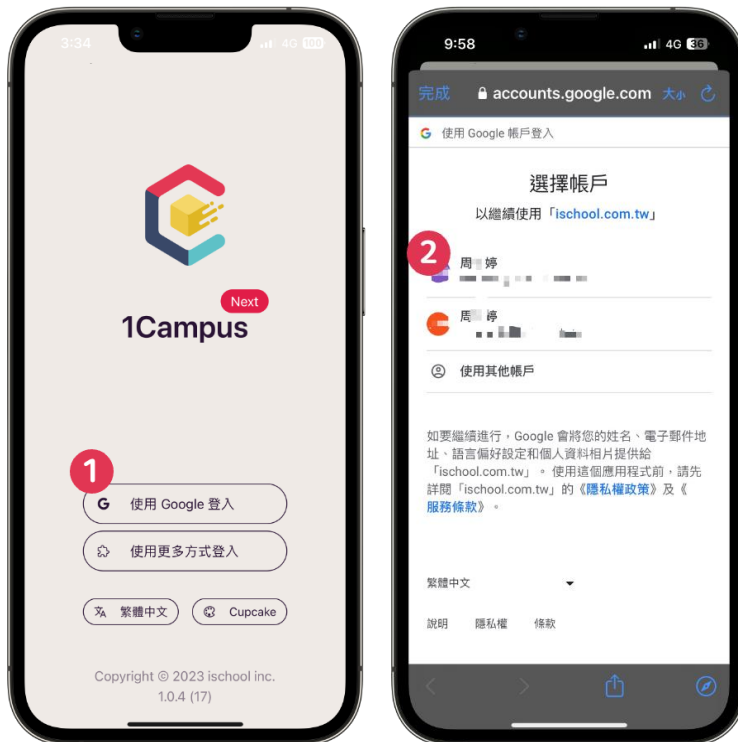 3:34
4G 100
Next
1Campus
1
G 使用 Google 登入
使用更多方式登入
繁體中文
Cupcake
Copyright © 2023 ischool inc.
1.0.4 (17)
9:58
4G 36
完成 accounts.google.com 大小
G 使用 Google 帳戶登入
選擇帳戶
以繼續使用「ischool.com.tw」
2
周 婷
周 婷
使用其他帳戶
如要繼續進行，Google 會將您的姓名、電子郵件地
址、語言偏好設定和個人資料相片提供給
「ischool.com.tw」。使用這個應用程式前，請先
詳閱「ischool.com.tw」的《隱私權政策》及《
服務條款》。
繁體中文
說明 隱私權 條款